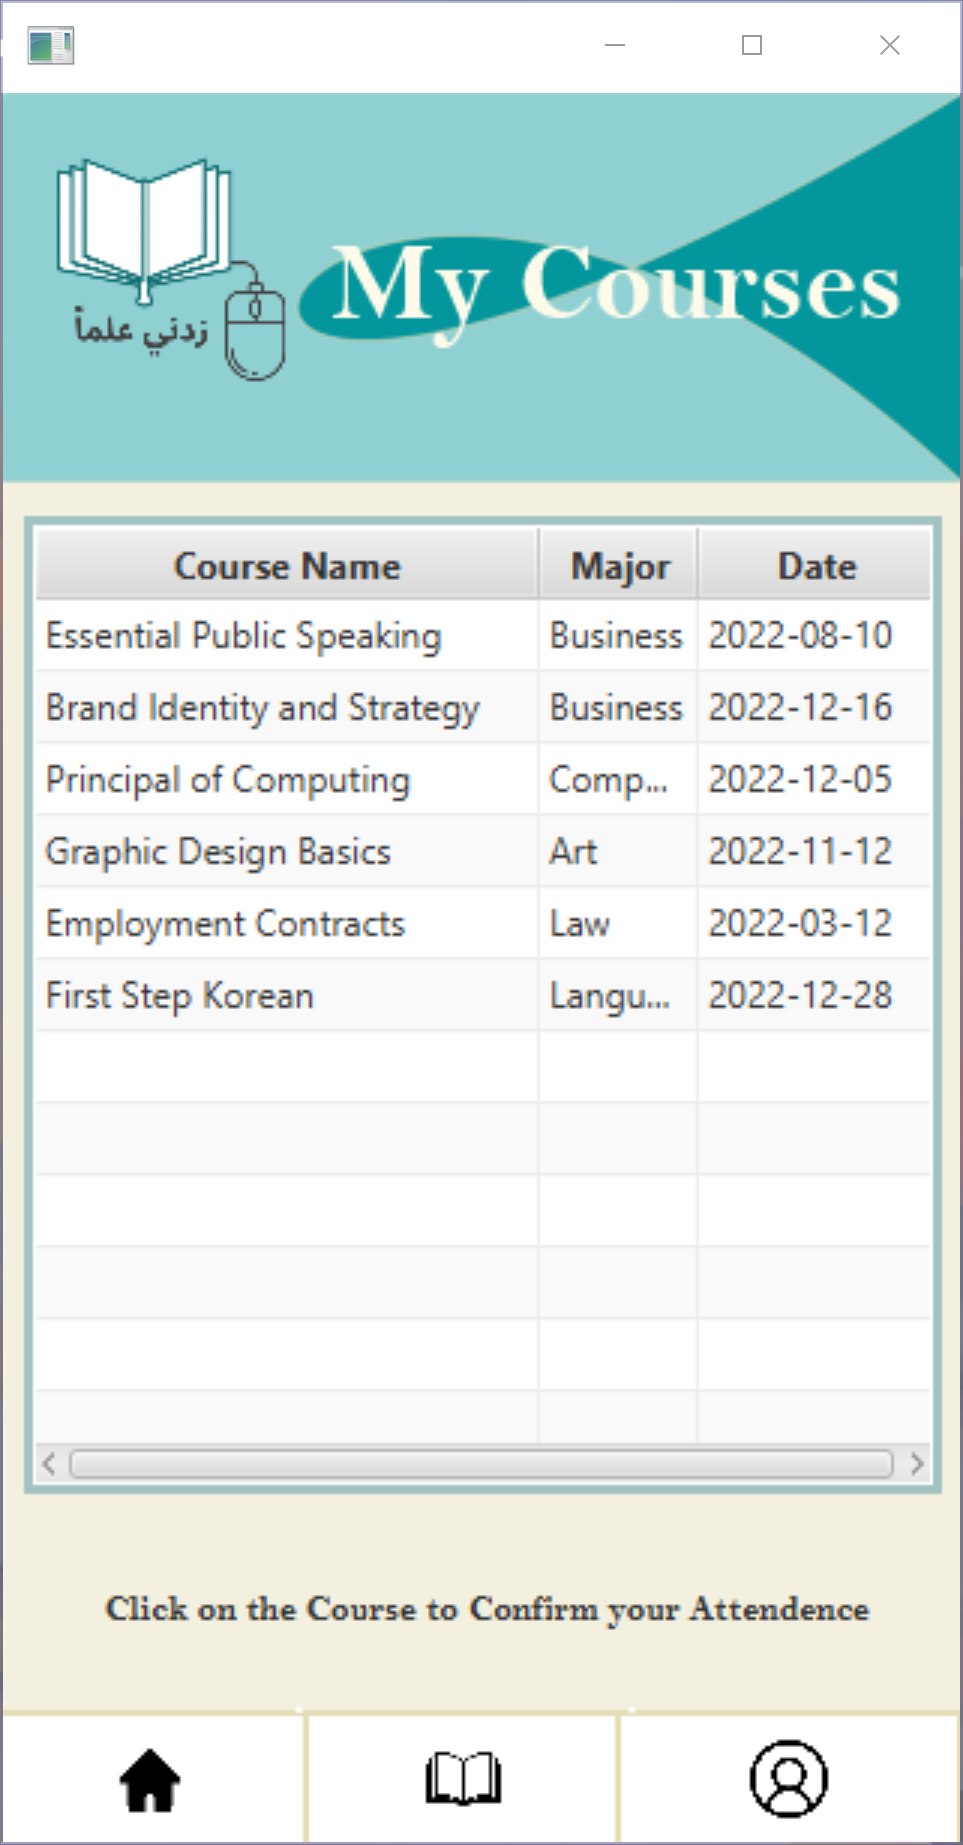 زدني علماً
My Courses
Course Name Major Date
Essential Public Speaking Business 2022-08-10
Brand Identity and Strategy Business 2022-12-16
Principal of Computing Comp... 2022-12-05
Graphic Design Basics Art 2022-11-12
Employment Contracts Law 2022-03-12
First Step Korean Langu... 2022-12-28
Click on the Course to Confirm your Attendence